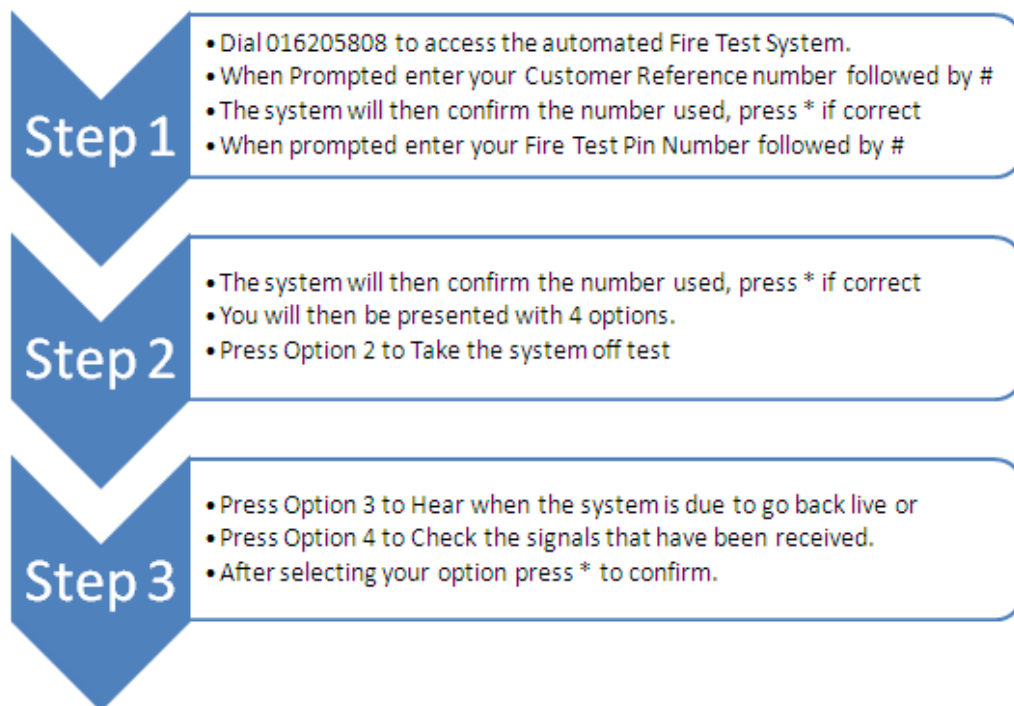 Step 1
• Dial 016205808 to access the automated Fire Test System.
• When Prompted enter your Customer Reference number followed by #
• The system will then confirm the number used, press * if correct
• When prompted enter your Fire Test Pin Number followed by #
Step 2
• The system will then confirm the number used, press * if correct
• You will then be presented with 4 options.
• Press Option 2 to Take the system off test
Step 3
• Press Option 3 to Hear when the system is due to go back live or
• Press Option 4 to Check the signals that have been received.
• After selecting your option press * to confirm.